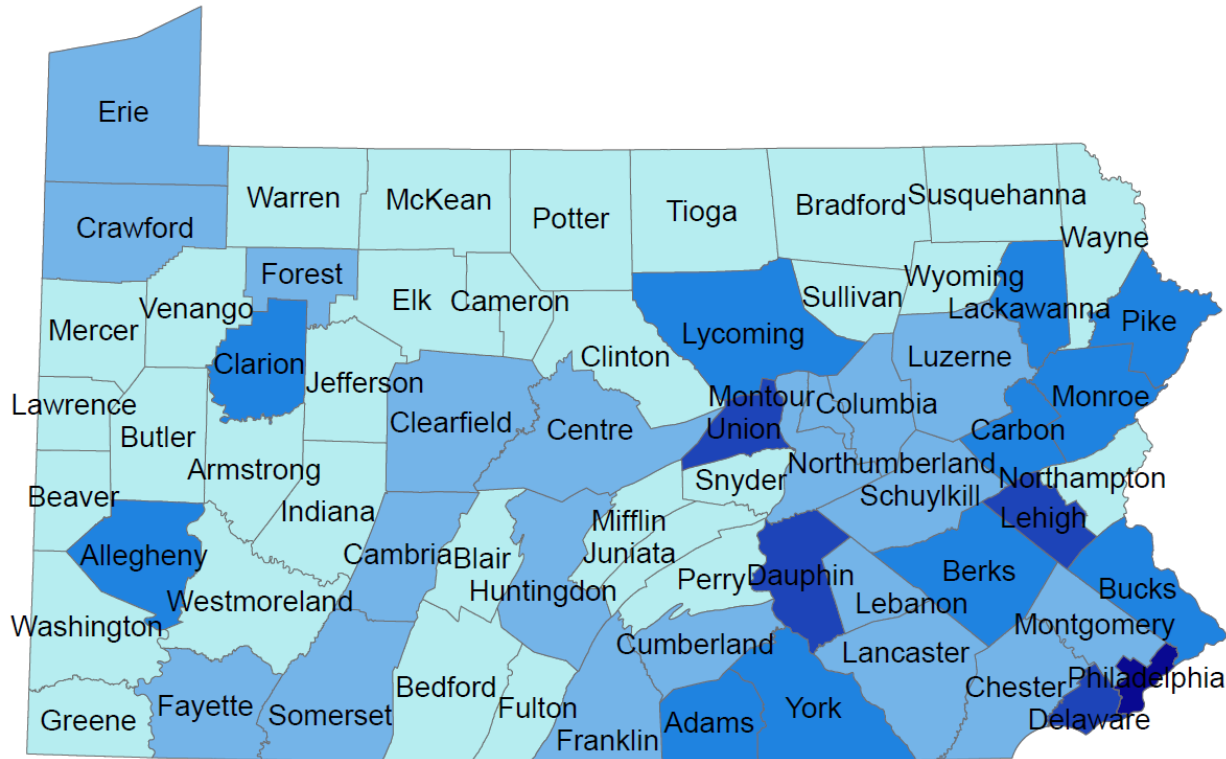 Erie
Crawford
Warren
McKean
Potter
Tioga
Bradford
Susquehanna
Wayne
Forest
Venango
Mercer
Elk
Cameron
Sullivan
Wyoming
Lackawanna
Pike
Lycoming
Clarion
Clinton
Luzerne
Jefferson
Lawrence
Butler
Clearfield
Centre
Montour
Union
Columbia
Monroe
Carbon
Armstrong
Beaver
Indiana
Snyder
Northumberland
Schuylkill
Northampton
Lehigh
Allegheny
Cambria
Blair
Mifflin
Juniata
Huntingdon
Perry
Dauphin
Lebanon
Berks
Bucks
Westmoreland
Washington
Cumberland
Lancaster
Montgomery
Greene
Fayette
Somerset
Bedford
Fulton
Franklin
Adams
York
Chester
Philadelphia
Delaware